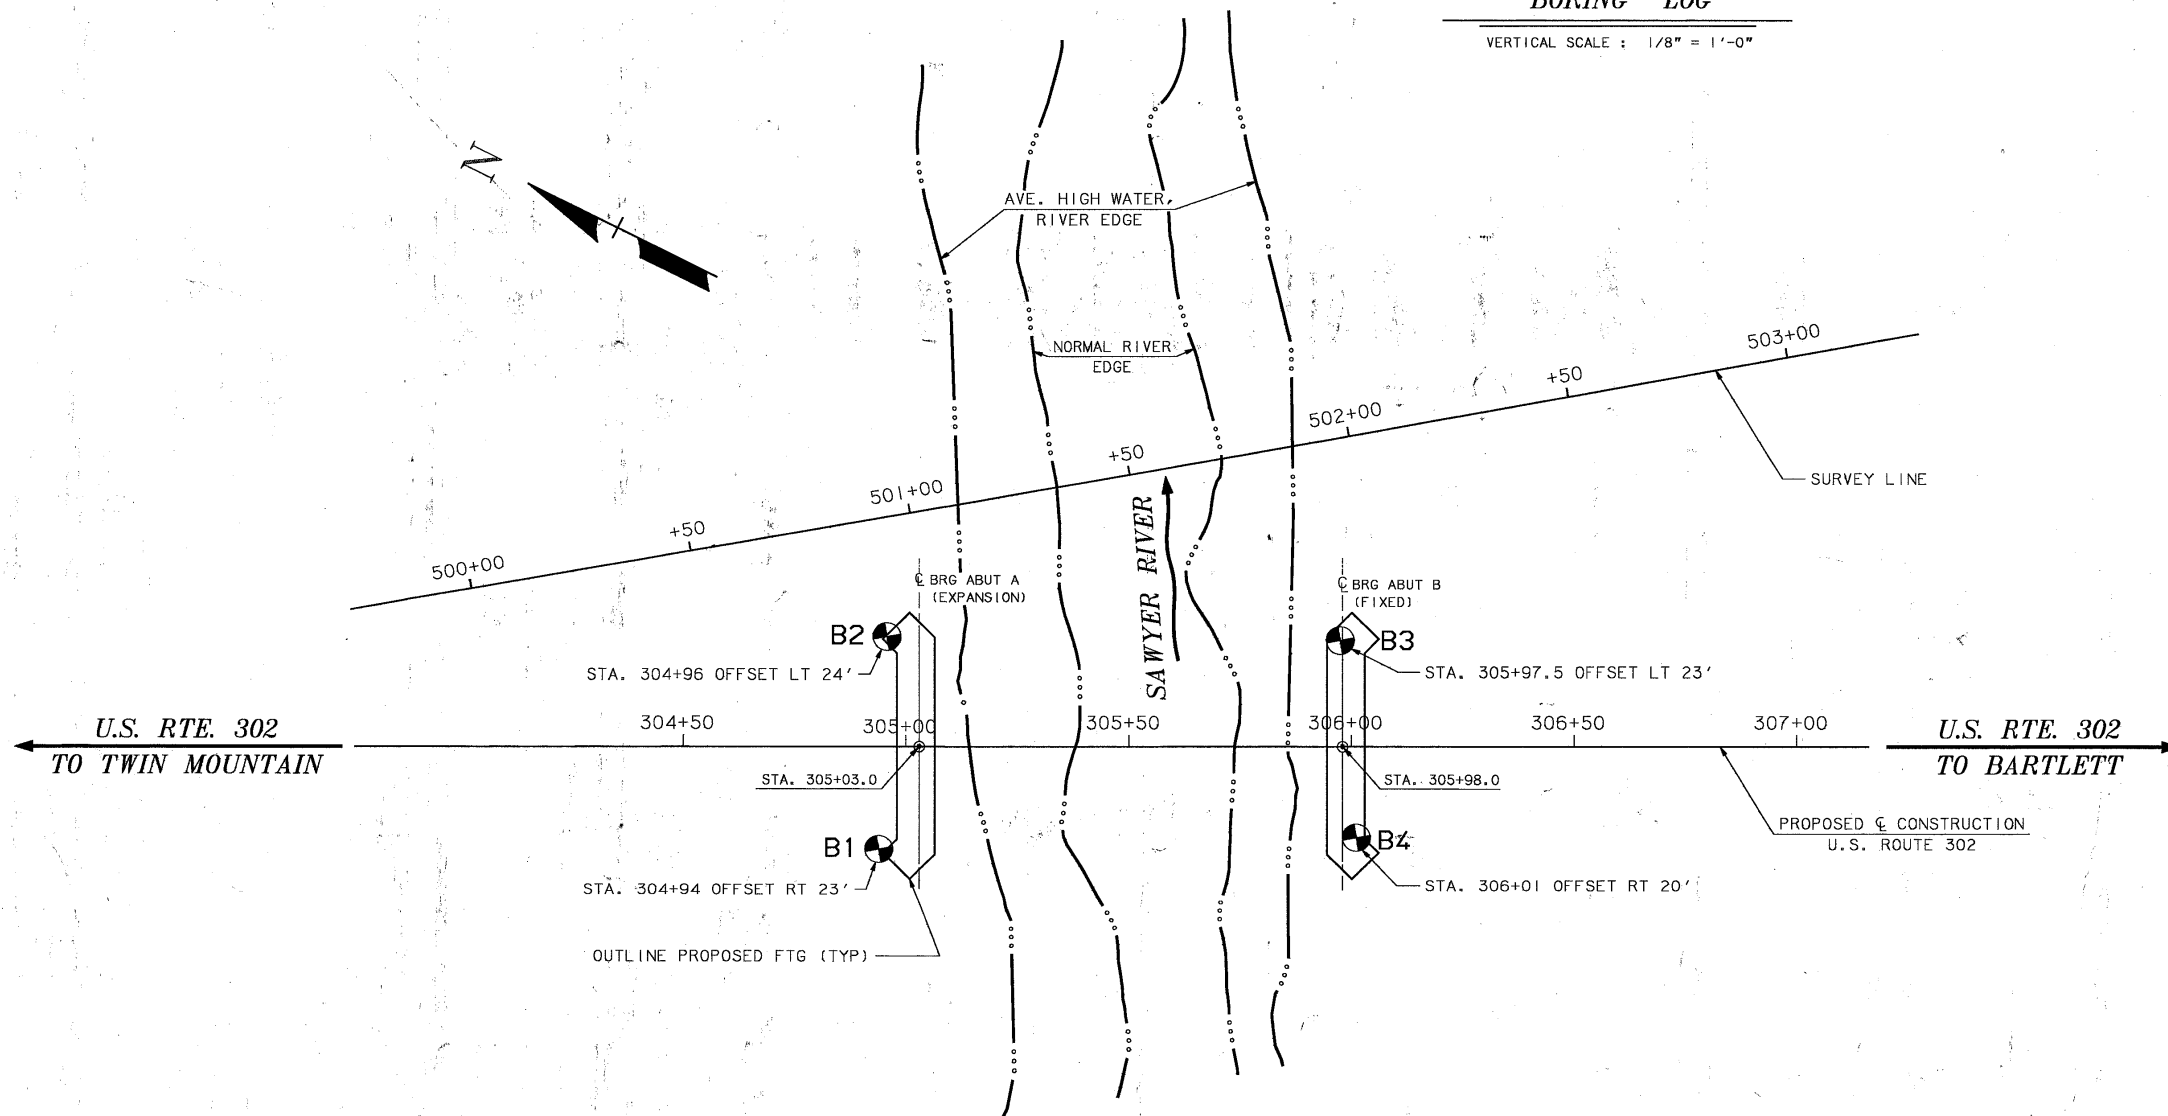 BORING LOG
VERTICAL SCALE : 1/8" = 1'-0"
N
AVE. HIGH WATER,
RIVER EDGE
NORMAL RIVER
EDGE
503+00
+50
502+00
+50
501+00
+50
500+00
SURVEY LINE
SAWYER RIVER
℄ BRG ABUT A
(EXPANSION)
℄ BRG ABUT B
(FIXED)
B2
B3
STA. 304+96 OFFSET LT 24'
STA. 305+97.5 OFFSET LT 23'
U.S. RTE. 302
TO TWIN MOUNTAIN
304+50
305+00
305+50
306+00
306+50
307+00
U.S. RTE. 302
TO BARTLETT
STA. 305+03.0
STA. 305+98.0
PROPOSED ℄ CONSTRUCTION
U.S. ROUTE 302
B1
B4
STA. 304+94 OFFSET RT 23'
STA. 306+01 OFFSET RT 20'
OUTLINE PROPOSED FTG (TYP)